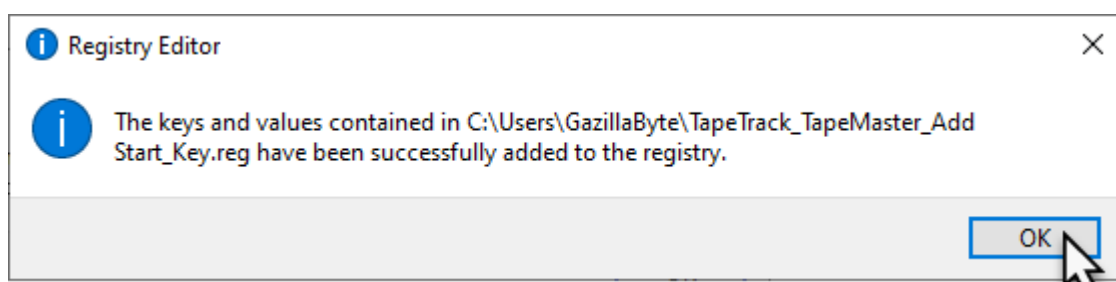 Registry Editor
The keys and values contained in C:\Users\GazillaByte\TapeTrack_TapeMaster_Add
Start_Key.reg have been successfully added to the registry.
OK